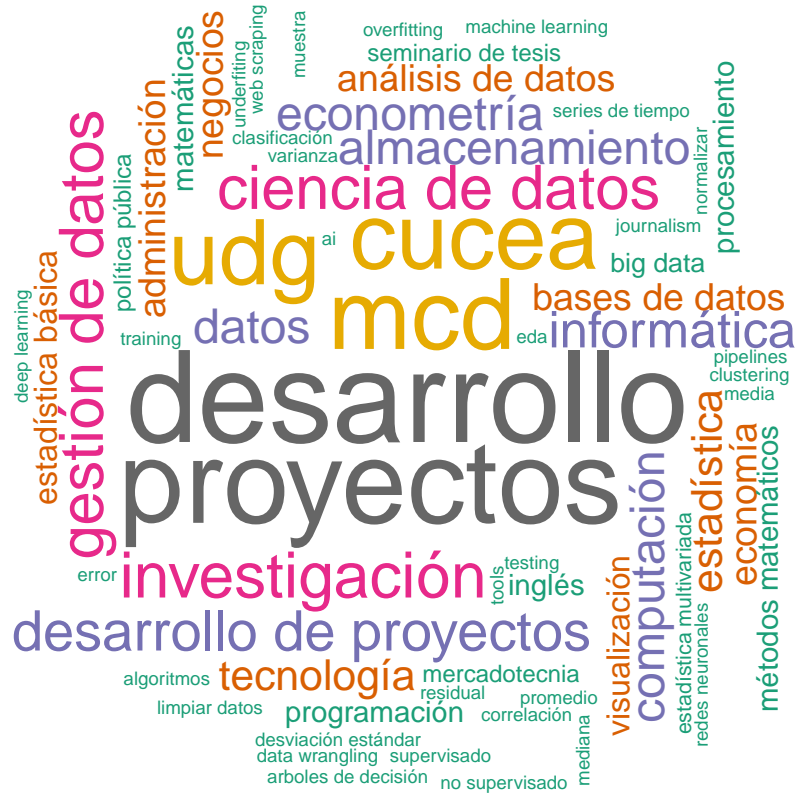 overfitting
machine learning
seminario de tesis
muestra
web scraping
underfiting
negocios
matemáticas
análisis de datos
econometría
series de tiempo
clasificación
varianza
almacenamiento
procesamiento
normalizar
administración
política pública
gestión de datos
ciencia de datos
udg
ai
cucea
journalism
big data
mcd
bases de datos
datos
eda
informática
training
deep learning
estadística básica
desarrollo
pipelines
clustering
media
proyectos
estadística
economía
métodos matemáticos
computación
estadística multivariada
redes neuronales
visualización
error
investigación
tools
testing
inglés
desarrollo de proyectos
algoritmos
tecnología
mercadotecnia
residual
promedio
limpiar datos
programación
correlación
mediana
desviación estándar
data wrangling
supervisado
arboles de decisión
no supervisado